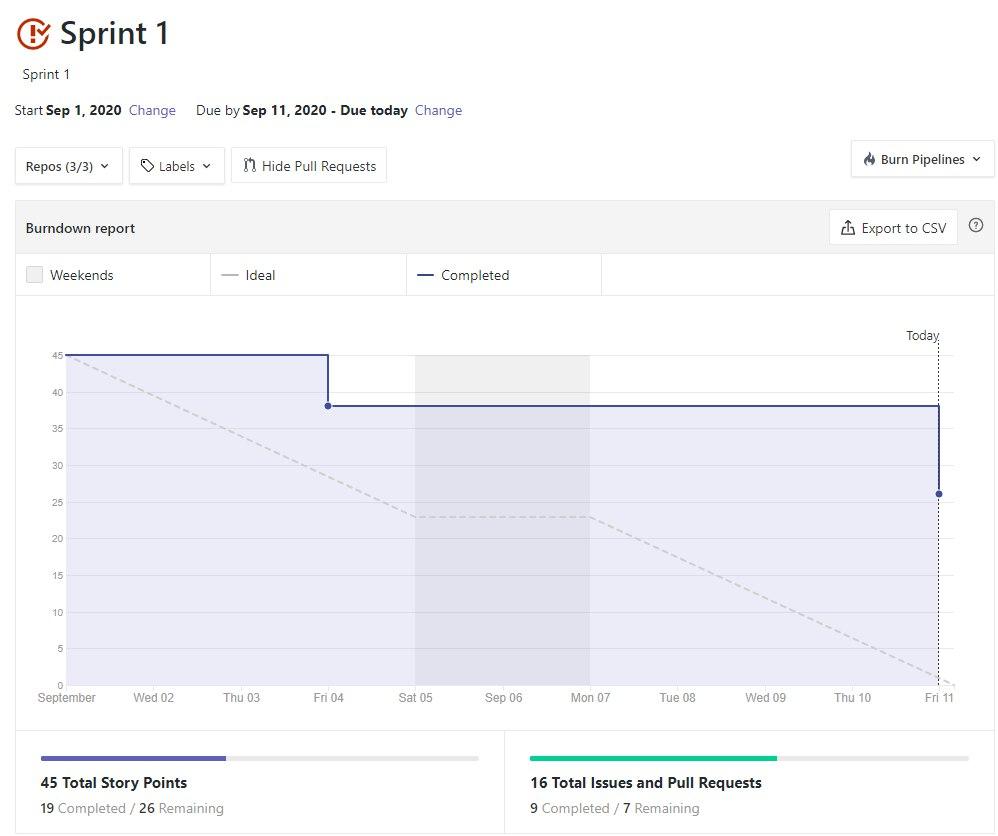 Sprint 1
Sprint 1
Start Sep 1, 2020 Change Due by Sep 11, 2020 - Due today Change
Repos (3/3) Labels Hide Pull Requests Burn Pipelines
Burndown report Export to CSV
Weekends Ideal Completed
Today
45
40
35
30
25
20
15
10
5
0
September Wed 02 Thu 03 Fri 04 Sat 05 Sep 06 Mon 07 Tue 08 Wed 09 Thu 10 Fri 11
45 Total Story Points
19 Completed / 26 Remaining
16 Total Issues and Pull Requests
9 Completed / 7 Remaining